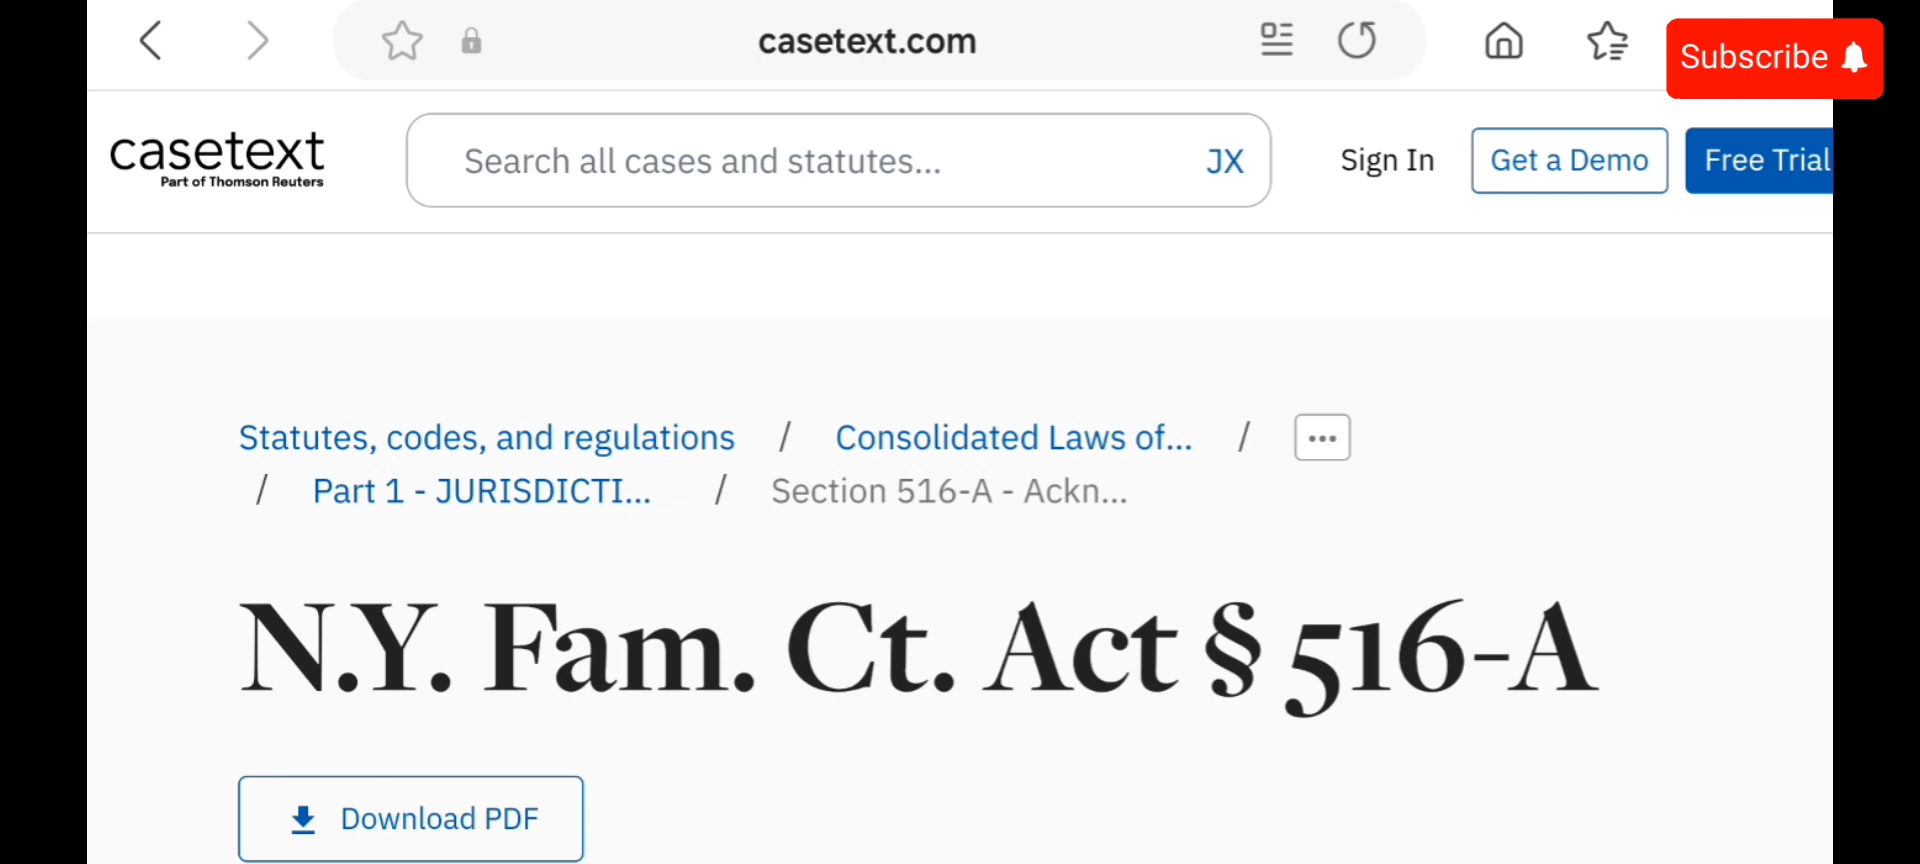 casetext.com
Subscribe
casetext
Part of Thomson Reuters
Search all cases and statutes...
JX
Sign In
Get a Demo
Free Trial
Statutes, codes, and regulations / Consolidated Laws of... / ...
/ Part 1 - JURISDICTI... / Section 516-A - Ackn...
N.Y. Fam. Ct. Act § 516-A
Download PDF